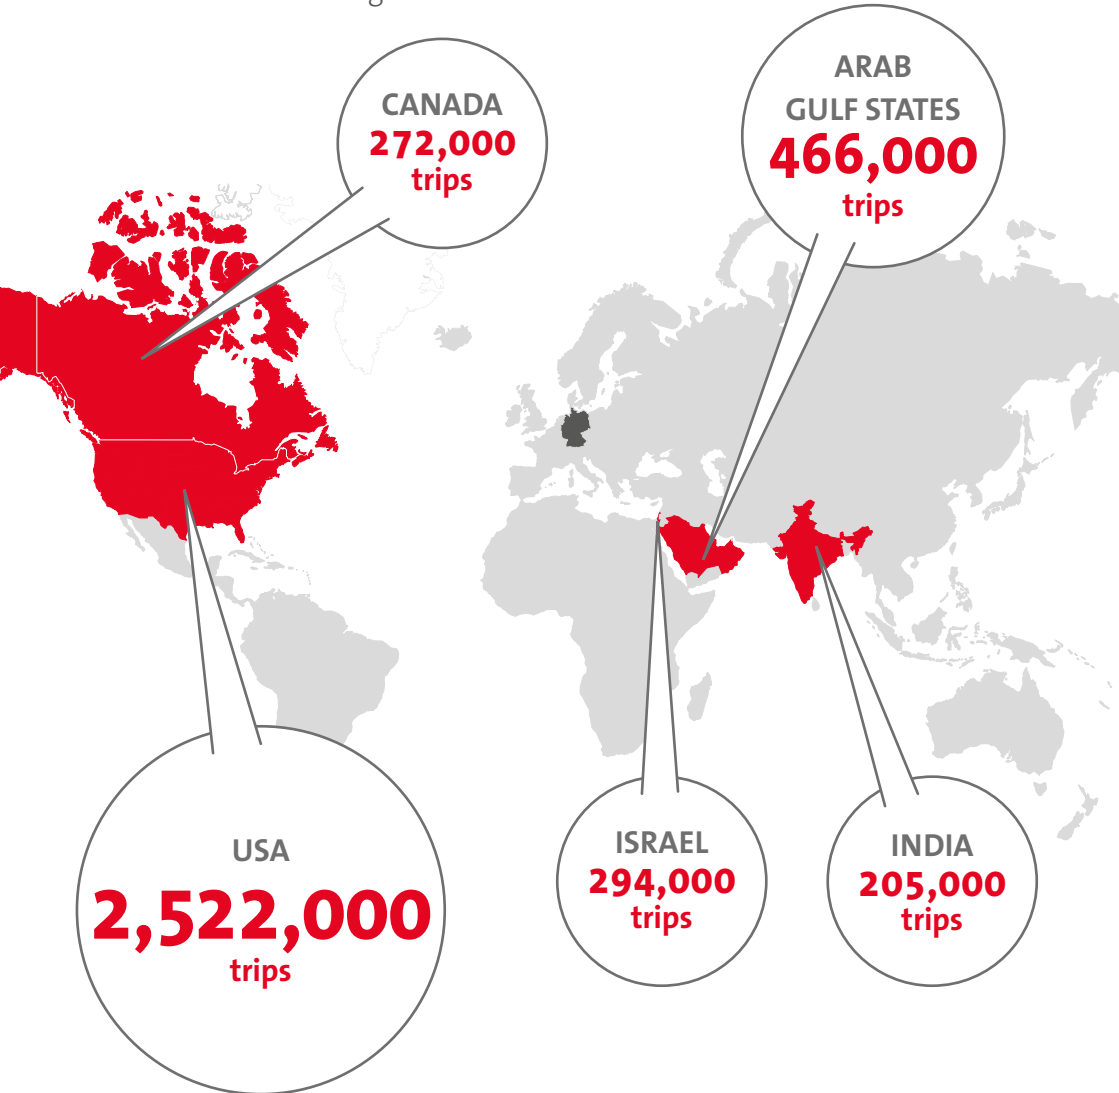 CANADA
272,000
trips
ARAB
GULF STATES
466,000
trips
USA
2,522,000
trips
ISRAEL
294,000
trips
INDIA
205,000
trips